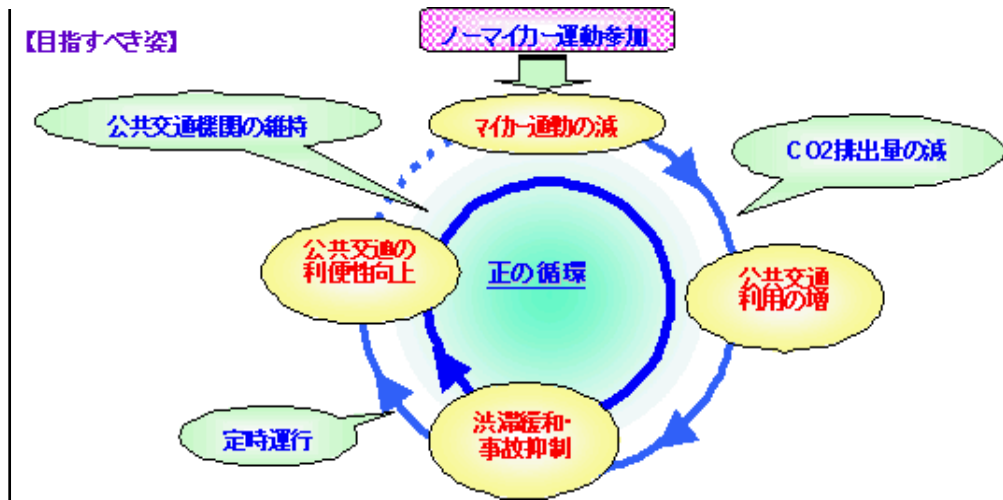 【目指すべき姿】
ノーマイカー運動参加
公共交通機関の維持
マイカー通勤の減
CO2排出量の減
公共交通の
利便性向上
正の循環
公共交通
利用の増
渋滞緩和・
事故抑制
定時運行